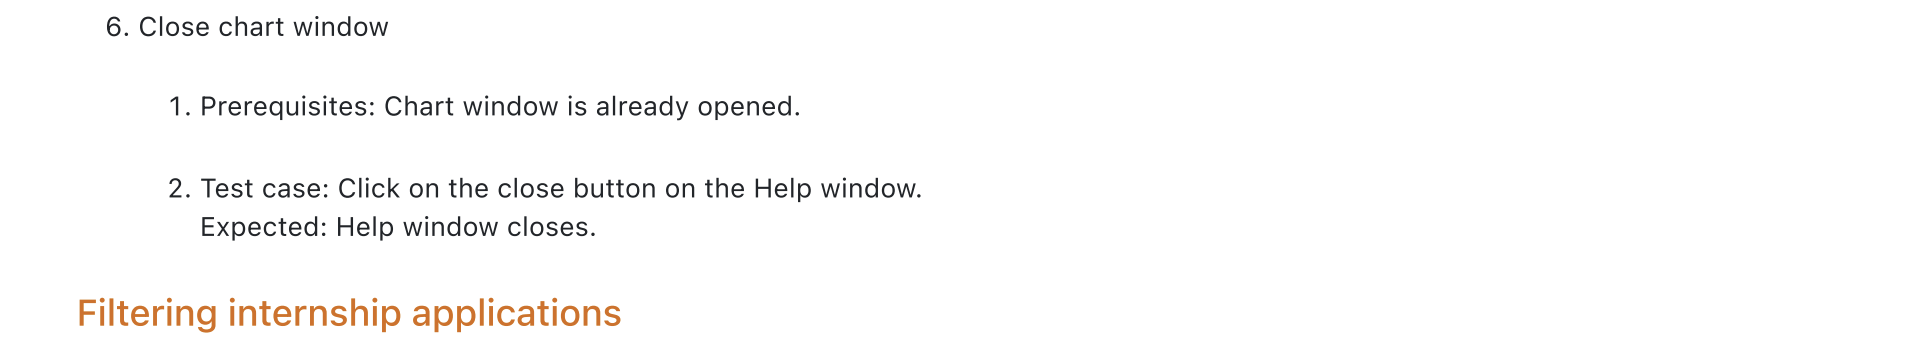 6. Close chart window
1. Prerequisites: Chart window is already opened.
2. Test case: Click on the close button on the Help window.
Expected: Help window closes.
Filtering internship applications